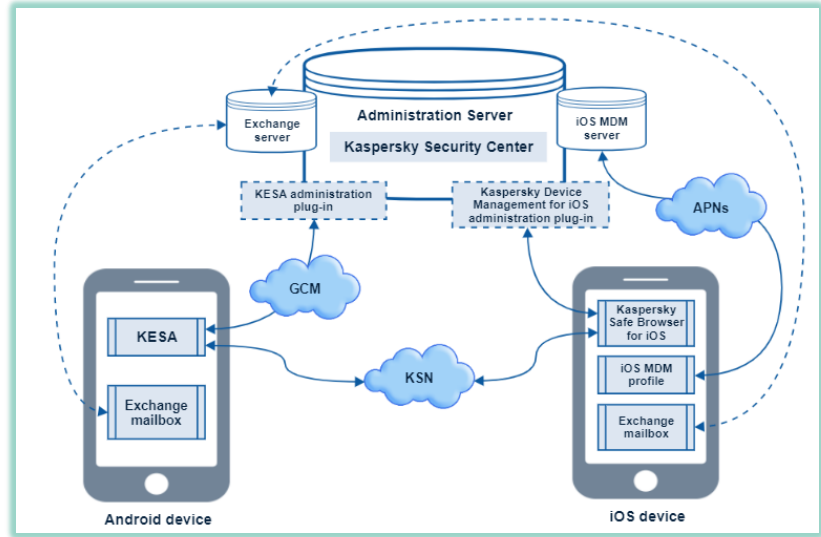 Administration Server
Exchange
server
iOS MDM
server
Kaspersky Security Center
KESA administration
plug-in
Kaspersky Device
Management for iOS
administration plug-in
APNs
GCM
KESA
Kaspersky
Safe Browser
for iOS
KSN
iOS MDM
profile
Exchange
mailbox
Exchange
mailbox
Android device
iOS device